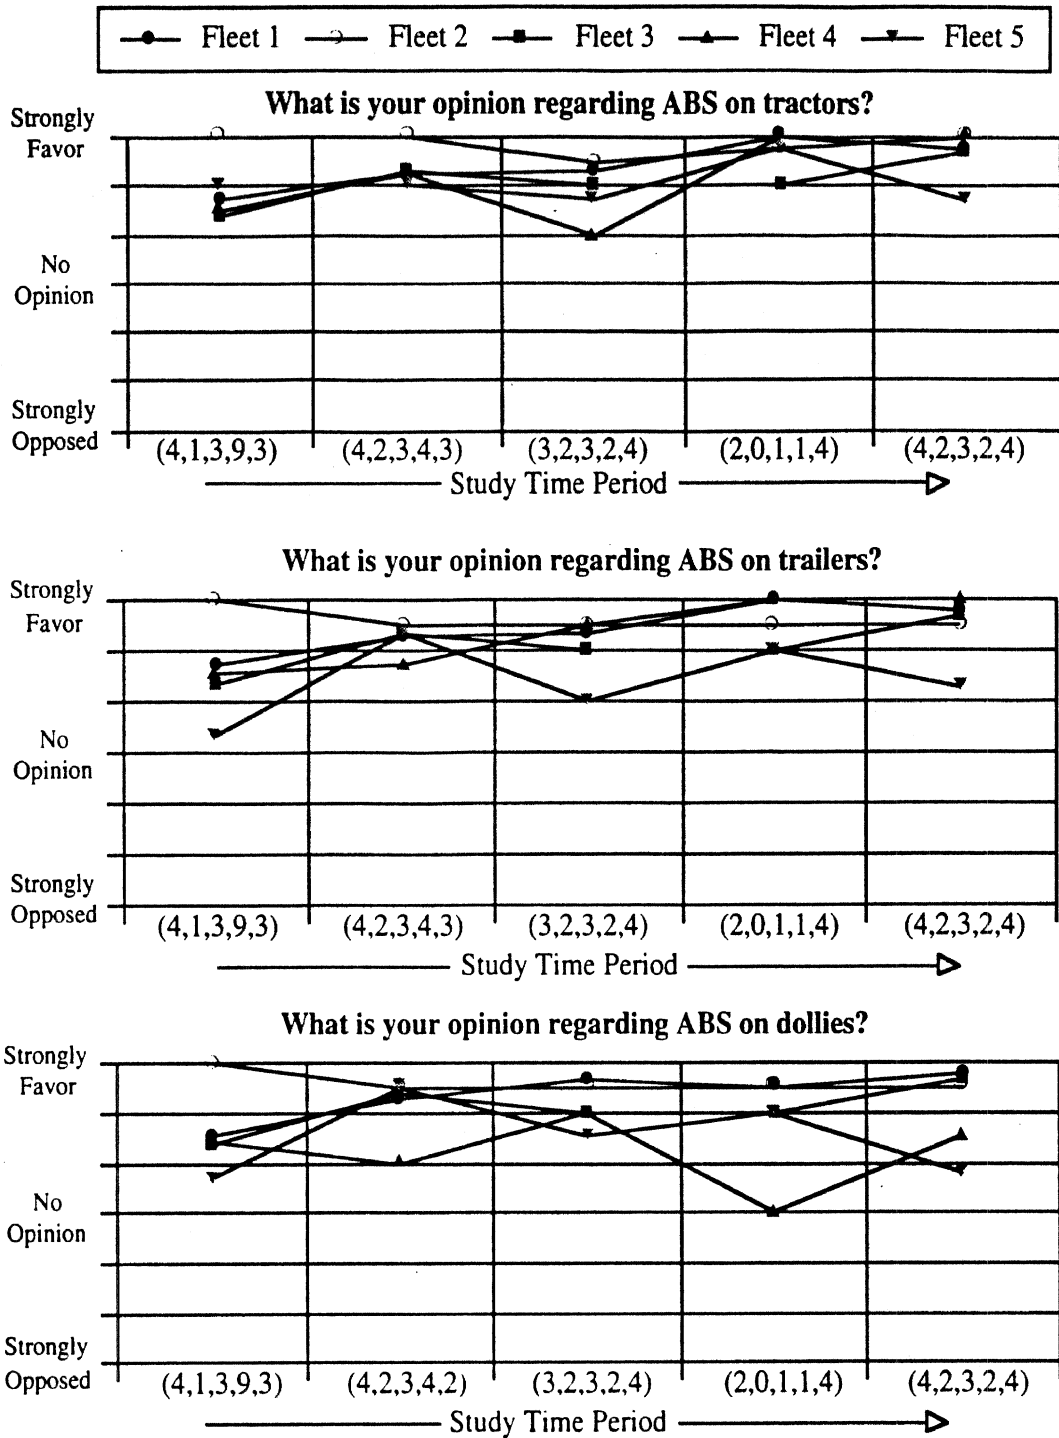 Fleet 1 Fleet 2 Fleet 3 Fleet 4 Fleet 5
What is your opinion regarding ABS on tractors?
Strongly
Favor
No
Opinion
Strongly
Opposed
(4,1,3,9,3) (4,2,3,4,3) (3,2,3,2,4) (2,0,1,1,4) (4,2,3,2,4)
Study Time Period
What is your opinion regarding ABS on trailers?
Strongly
Favor
No
Opinion
Strongly
Opposed
(4,1,3,9,3) (4,2,3,4,3) (3,2,3,2,4) (2,0,1,1,4) (4,2,3,2,4)
Study Time Period
What is your opinion regarding ABS on dollies?
Strongly
Favor
No
Opinion
Strongly
Opposed
(4,1,3,9,3) (4,2,3,4,2) (3,2,3,2,4) (2,0,1,1,4) (4,2,3,2,4)
Study Time Period